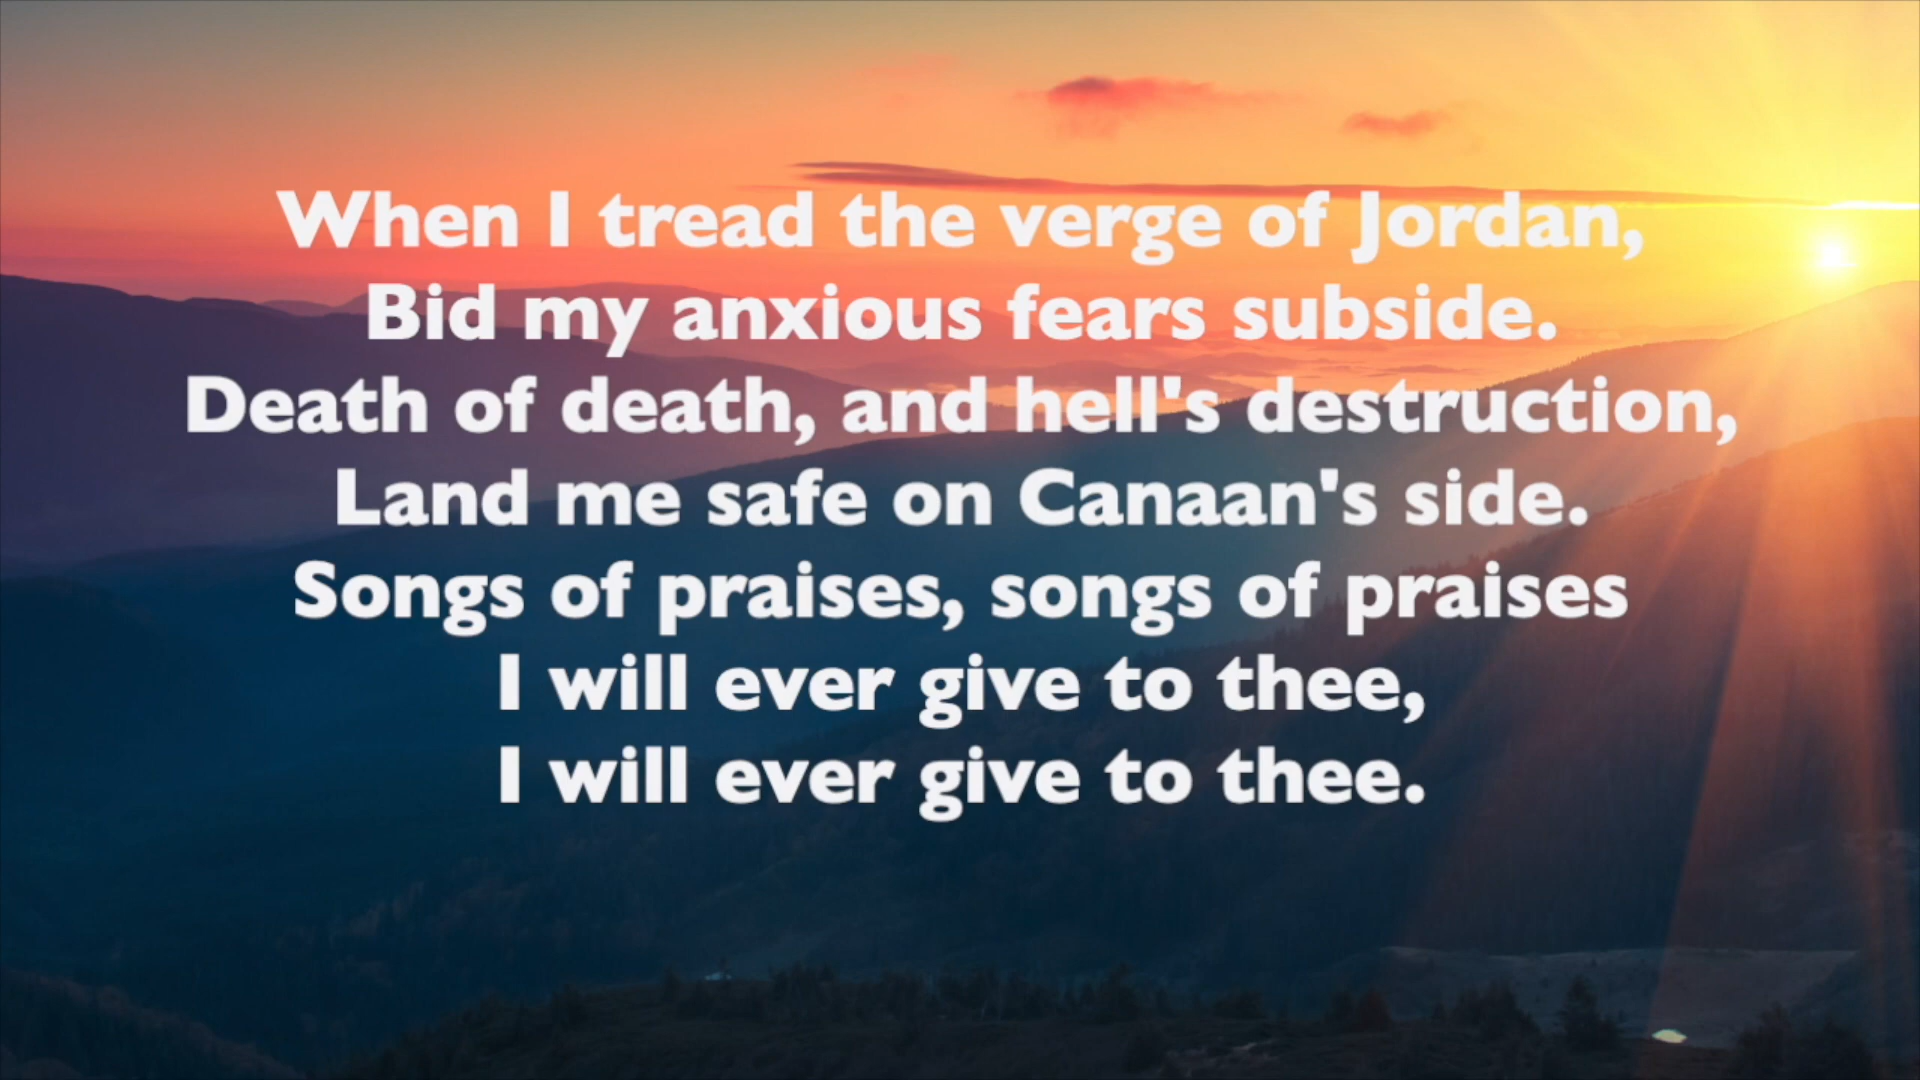 When I tread the verge of Jordan,
Bid my anxious fears subside.
Death of death, and hell's destruction,
Land me safe on Canaan's side.
Songs of praises, songs of praises
I will ever give to thee,
I will ever give to thee.